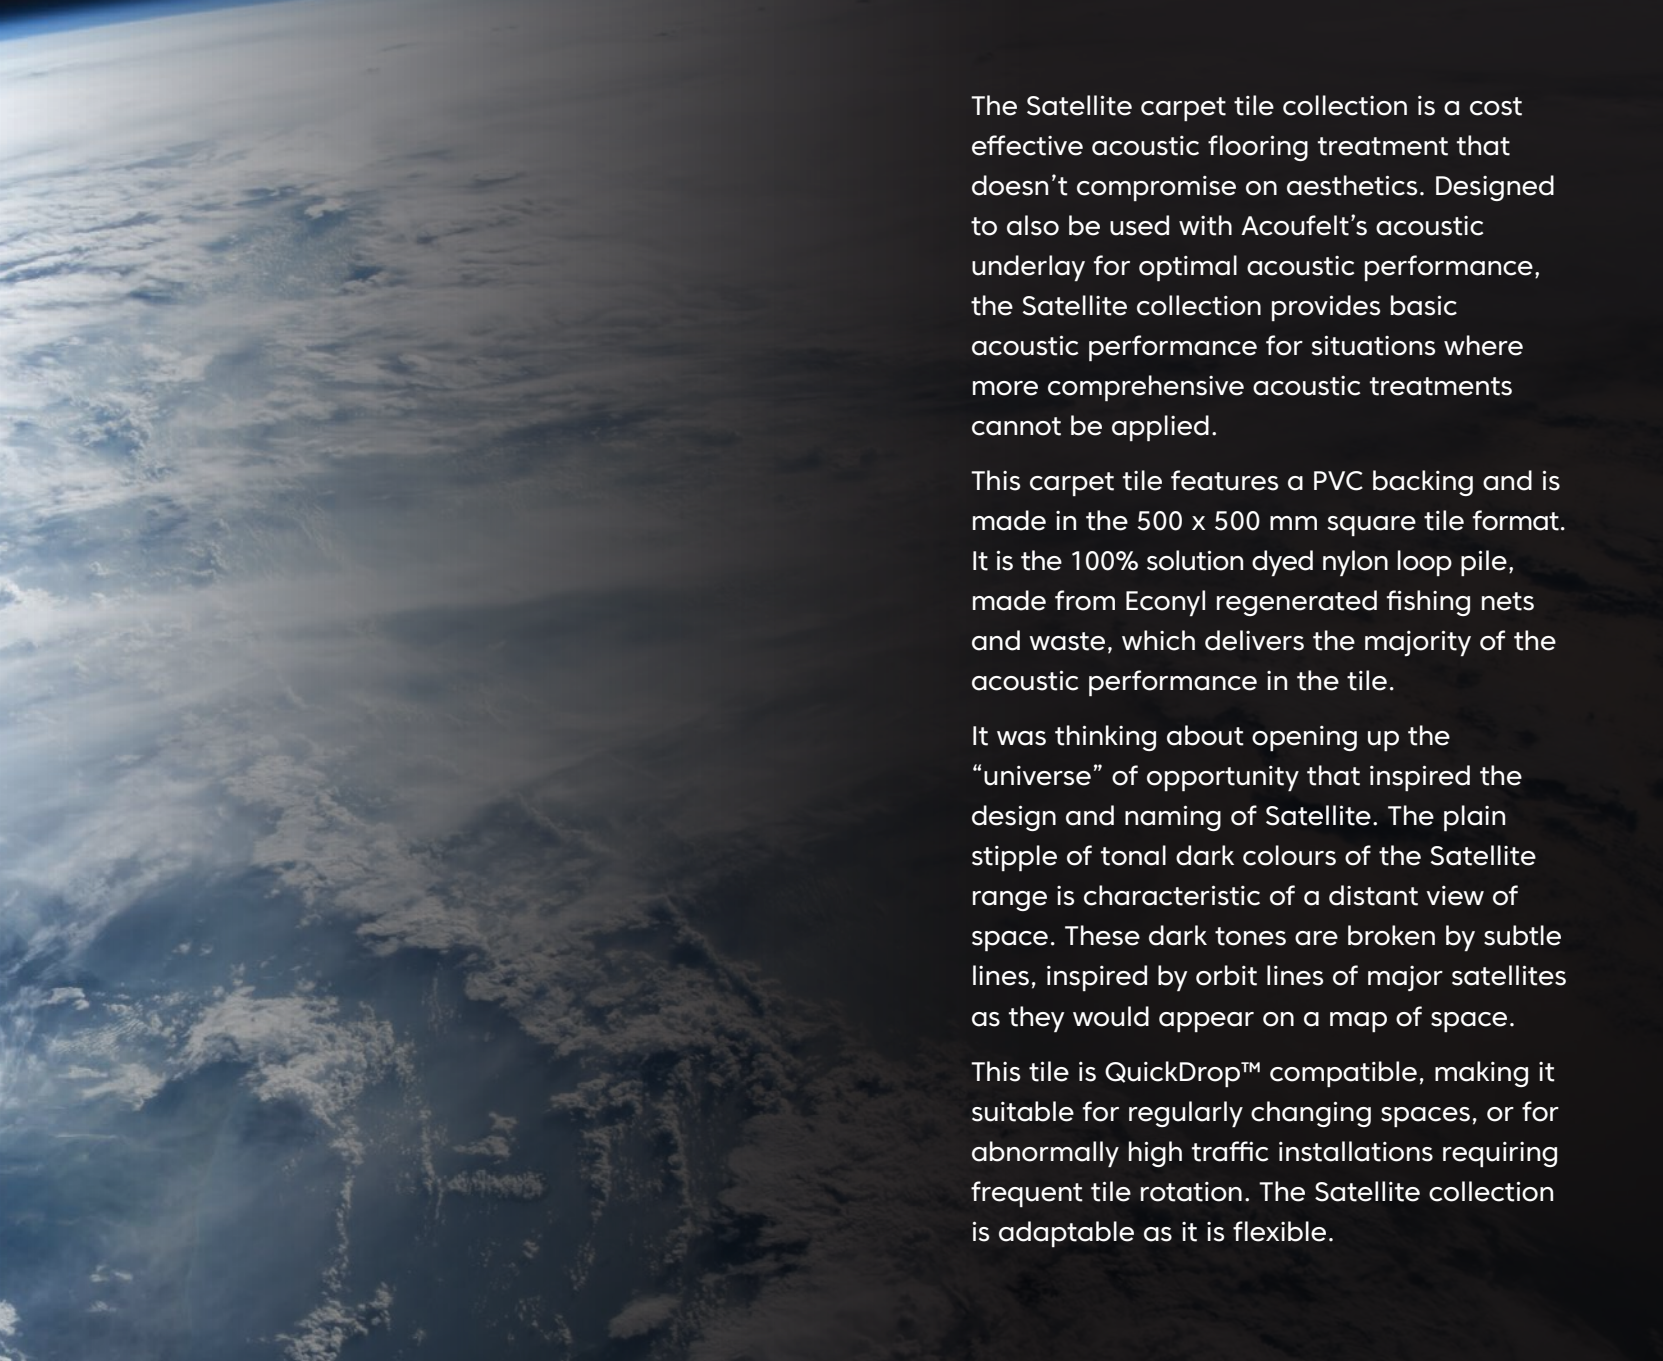 The Satellite carpet tile collection is a cost
effective acoustic flooring treatment that
doesn’t compromise on aesthetics. Designed
to also be used with Acoufelt’s acoustic
underlay for optimal acoustic performance,
the Satellite collection provides basic
acoustic performance for situations where
more comprehensive acoustic treatments
cannot be applied.
This carpet tile features a PVC backing and is
made in the 500 x 500 mm square tile format.
It is the 100% solution dyed nylon loop pile,
made from Econyl regenerated fishing nets
and waste, which delivers the majority of the
acoustic performance in the tile.
It was thinking about opening up the
“universe” of opportunity that inspired the
design and naming of Satellite. The plain
stipple of tonal dark colours of the Satellite
range is characteristic of a distant view of
space. These dark tones are broken by subtle
lines, inspired by orbit lines of major satellites
as they would appear on a map of space.
This tile is QuickDrop™ compatible, making it
suitable for regularly changing spaces, or for
abnormally high traffic installations requiring
frequent tile rotation. The Satellite collection
is adaptable as it is flexible.